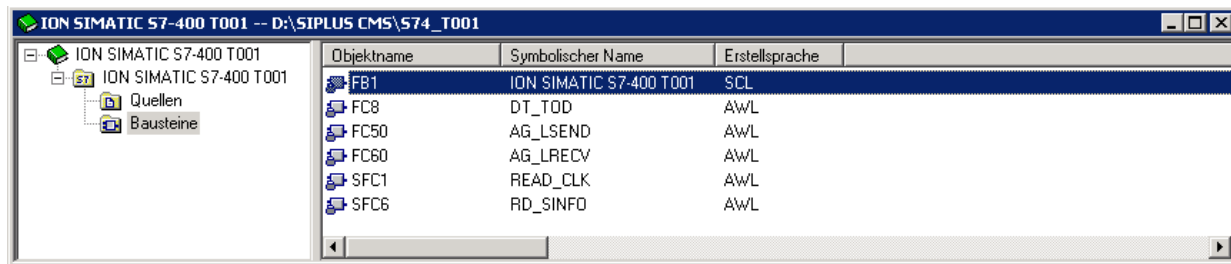 ION SIMATIC S7-400 T001 -- D:\SIPLUS CMS\S74_T001
ION SIMATIC S7-400 T001
ION SIMATIC S7-400 T001
Quellen
Bausteine
Objektname Symbolischer Name Erstellsprache
FB1 ION SIMATIC S7-400 T001 SCL
FC8 DT_TOD AWL
FC50 AG_LSEND AWL
FC60 AG_LRECV AWL
SFC1 READ_CLK AWL
SFC6 RD_SINFO AWL